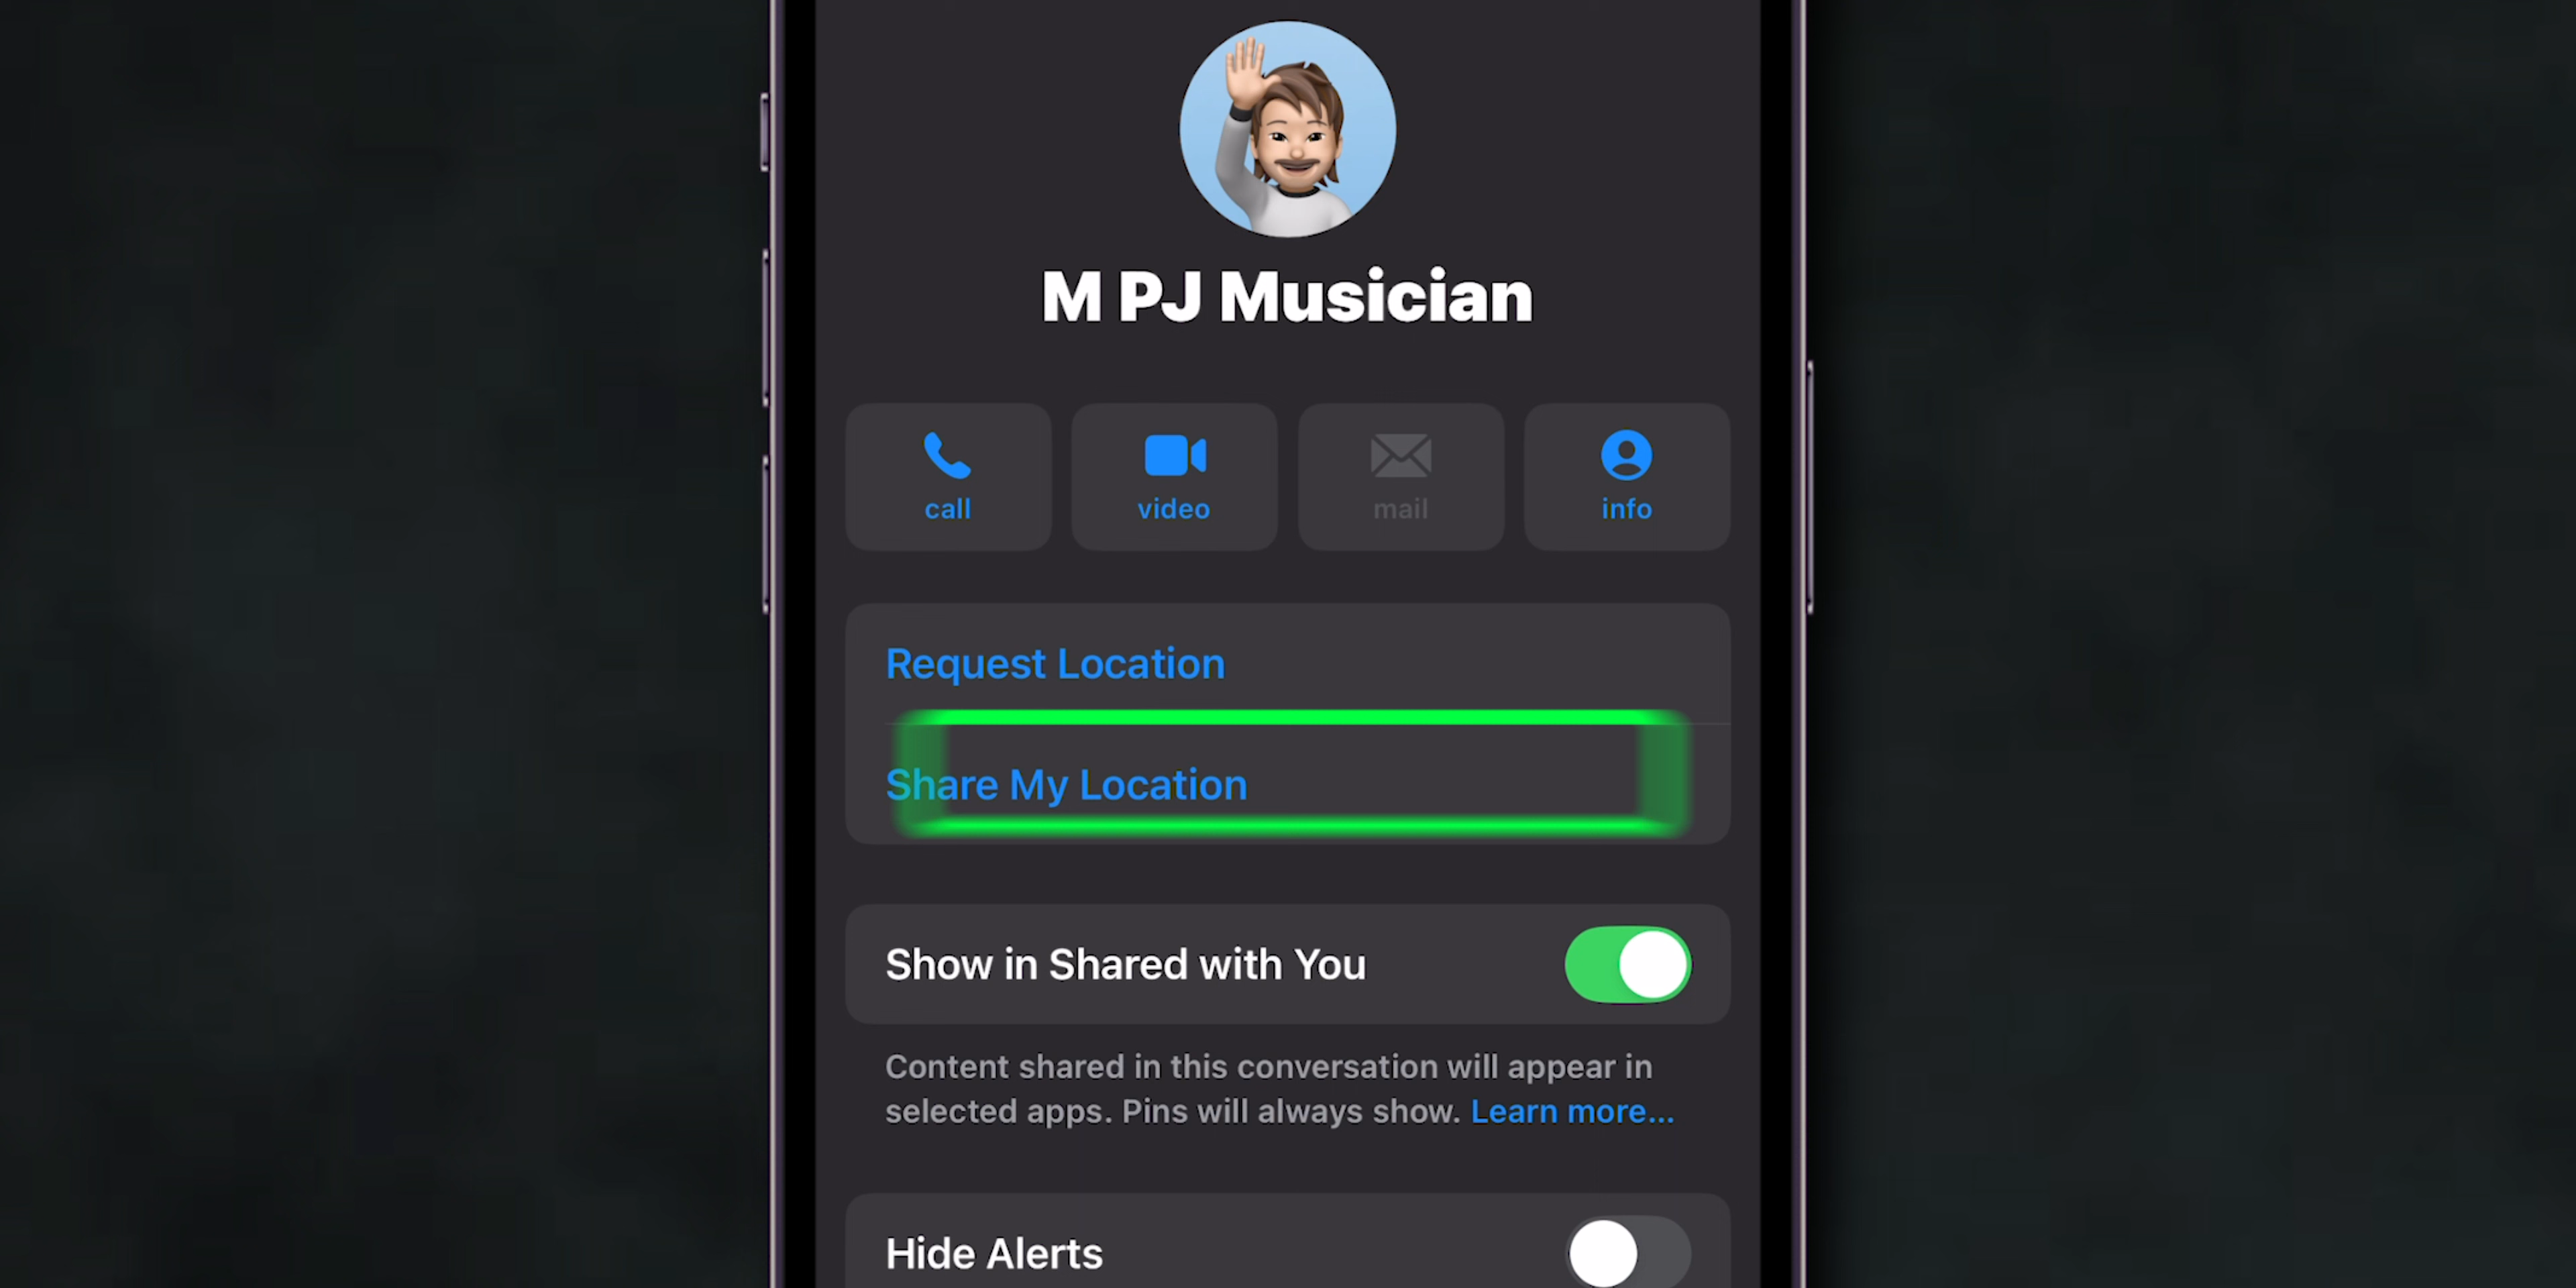 M PJ Musician
call
video
mail
info
Request Location
Share My Location
Show in Shared with You
Content shared in this conversation will appear in
selected apps. Pins will always show. Learn more...
Hide Alerts